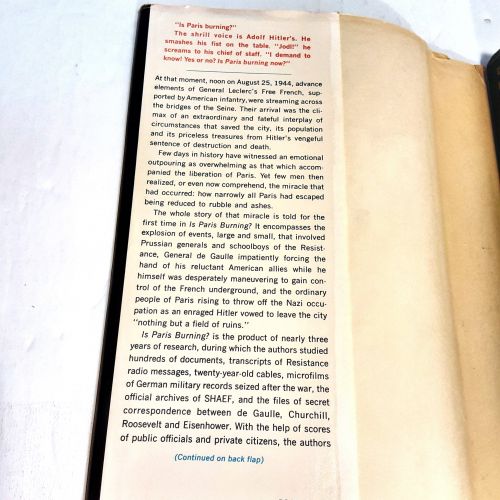 "Is Paris burning?"
The shrill voice is Adolf Hitler's. He
smashes his fist on the table. "Jodl!" he
screams to his chief of staff. "I demand to
know! Yes or no? Is Paris burning now?"
At that moment, noon on August 25, 1944, advance
elements of General Leclerc's Free French, sup-
ported by American infantry, were streaming across
the bridges of the Seine. Their arrival was the cli-
max of an extraordinary and fateful interplay of
circumstances that saved the city, its population
and its priceless treasures from Hitler's vengeful
sentence of destruction and death.
Few days in history have witnessed an emotional
outpouring as overwhelming as that which accom-
panied the liberation of Paris. Yet few men then
realized, or even now comprehend, the miracle that
had occurred: how narrowly all Paris had escaped
being reduced to rubble and ashes.
The whole story of that miracle is told for the
first time in Is Paris Burning? It encompasses the
explosion of events, large and small, that involved
Prussian generals and schoolboys of the Resist-
ance, General de Gaulle impatiently forcing the
hand of his reluctant American allies while he
himself was desperately maneuvering to gain con-
trol of the French underground, and the ordinary
people of Paris rising to throw off the Nazi occu-
pation as an enraged Hitler vowed to leave the city
"nothing but a field of ruins."
Is Paris Burning? is the product of nearly three
years of research, during which the authors studied
hundreds of documents, transcripts of Resistance
radio messages, twenty-year-old cables, microfilms
of German military records seized after the war, the
official archives of SHAEF, and the files of secret
correspondence between de Gaulle, Churchill,
Roosevelt and Eisenhower. With the help of scores
of public officials and private citizens, the authors
(Continued on back flap)